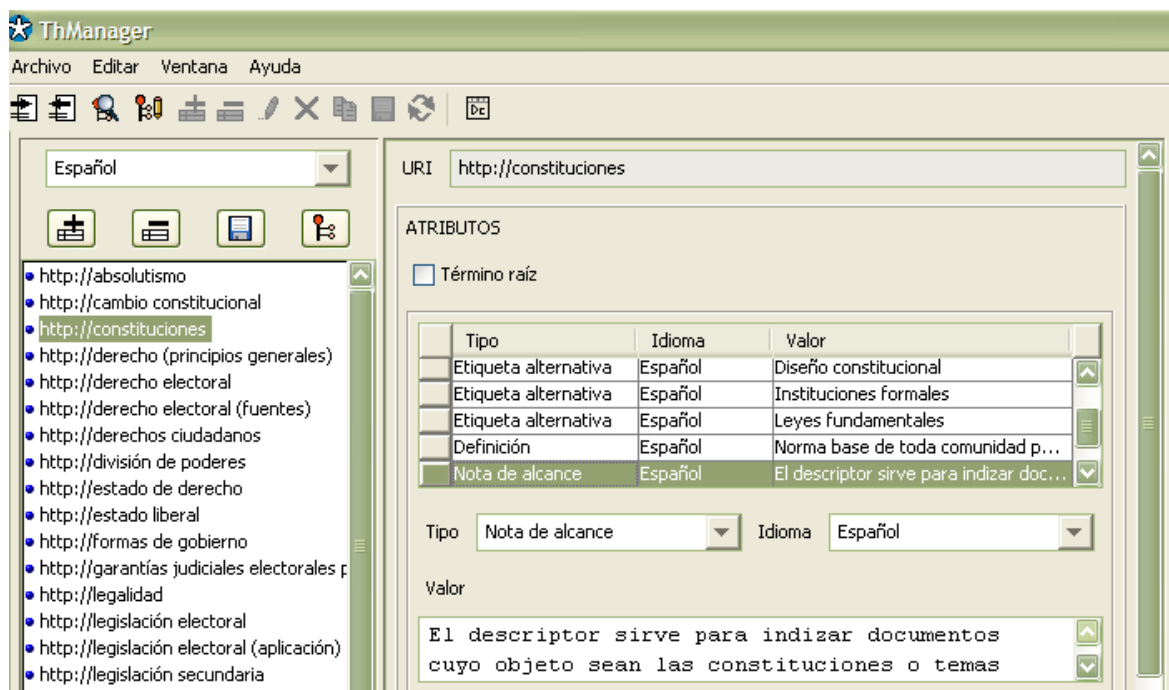 ThManager
Archivo Editar Ventana Ayuda
Español
http://absolutismo
http://cambio constitucional
http://constituciones
http://derecho (principios generales)
http://derecho electoral
http://derecho electoral (fuentes)
http://derechos ciudadanos
http://división de poderes
http://estado de derecho
http://estado liberal
http://formas de gobierno
http://garantías judiciales electorales p
http://legalidad
http://legislación electoral
http://legislación electoral (aplicación)
http://legislación secundaria
URI http://constituciones
ATRIBUTOS
Término raíz
Tipo Idioma Valor
Etiqueta alternativa Español Diseño constitucional
Etiqueta alternativa Español Instituciones formales
Etiqueta alternativa Español Leyes fundamentales
Definición Español Norma base de toda comunidad p...
Nota de alcance Español El descriptor sirve para indizar doc...
Tipo Nota de alcance Idioma Español
Valor
El descriptor sirve para indizar documentos
cuyo objeto sean las constituciones o temas